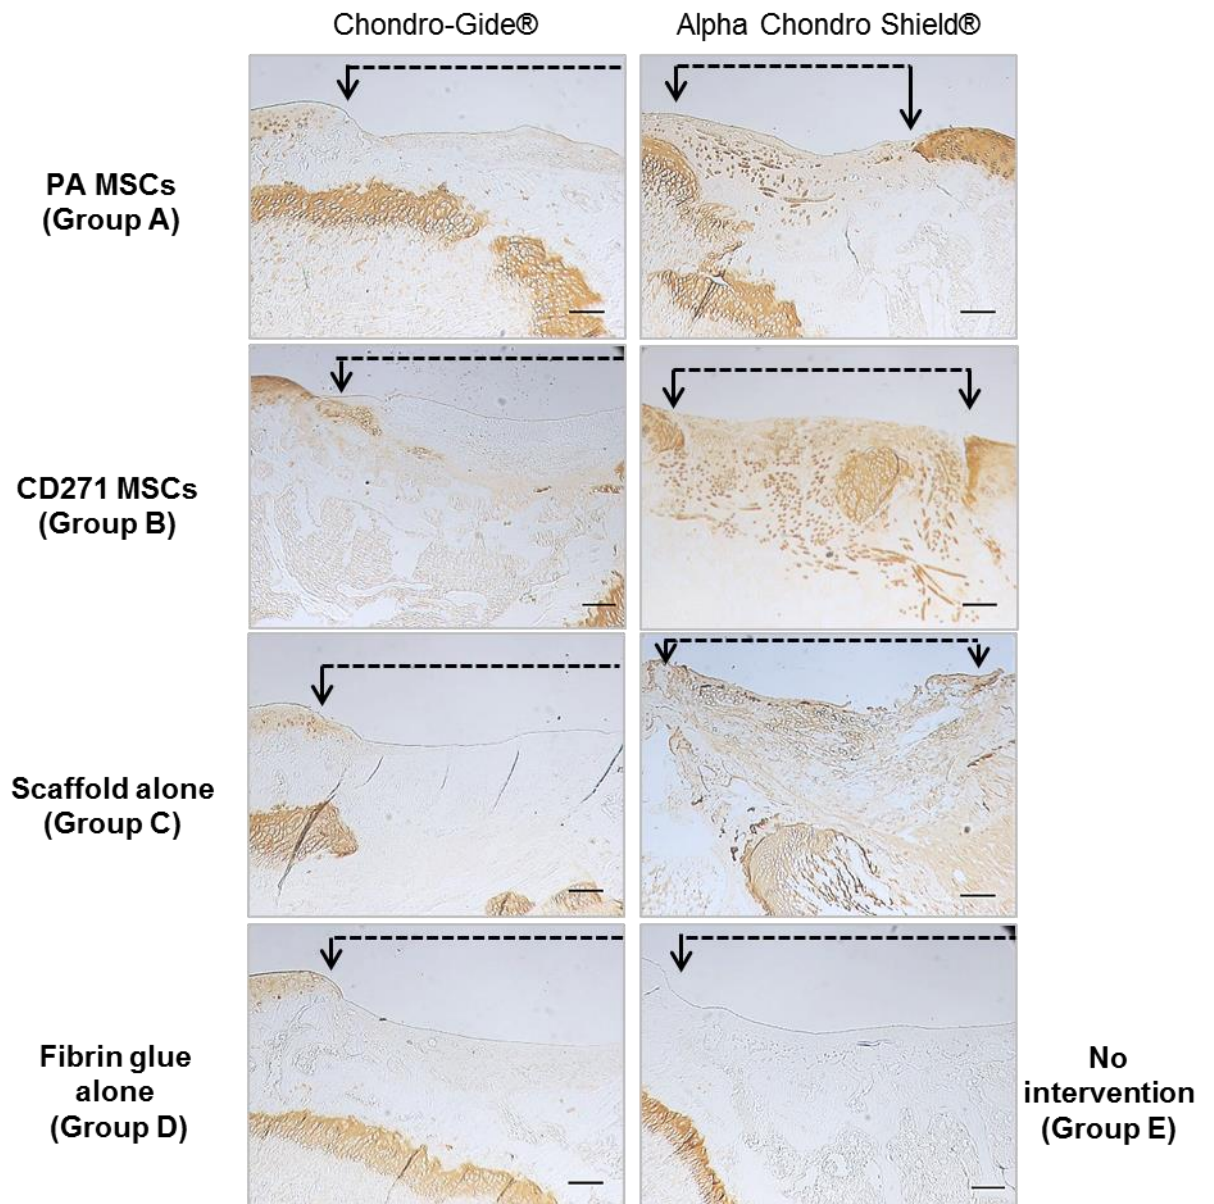 Chondro-Gide®
Alpha Chondro Shield®
PA MSCs
(Group A)
CD271 MSCs
(Group B)
Scaffold alone
(Group C)
Fibrin glue
alone
(Group D)
No
intervention
(Group E)